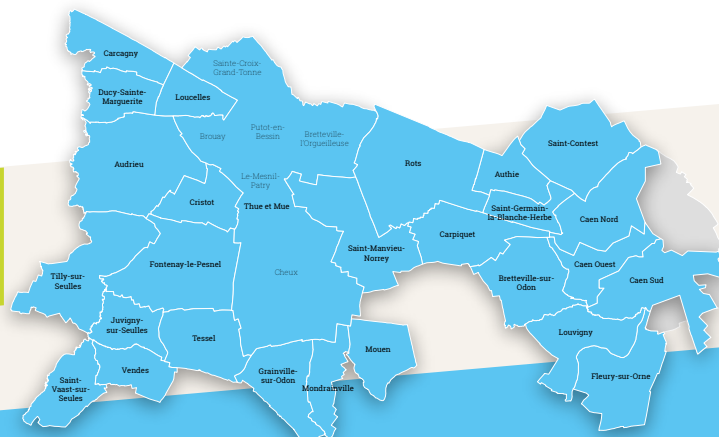 Carcagny
Sainte-Croix-
Grand-Tonne
Ducy-Sainte-
Marguerite
Loucelles
Brouay
Putot-en-
Bessin
Bretteville-
l'Orgueilleuse
Saint-Contest
Audrieu
Rots
Authie
Le-Mesnil-
Patry
Cristot
Thue et Mue
Saint-Germain-
la-Blanche-Herbe
Caen Nord
Carpiquet
Saint-Manvieu-
Norrey
Fontenay-le-Pesnel
Cheux
Caen Ouest
Tilly-sur-
Seulles
Bretteville-sur-
Odon
Caen Sud
Juvigny-
sur-Seulles
Tessel
Louvigny
Mouen
Vendes
Grainville-
sur-Odon
Fleury-sur-Orne
Saint-
Vaast-sur-
Seules
Mondrainville